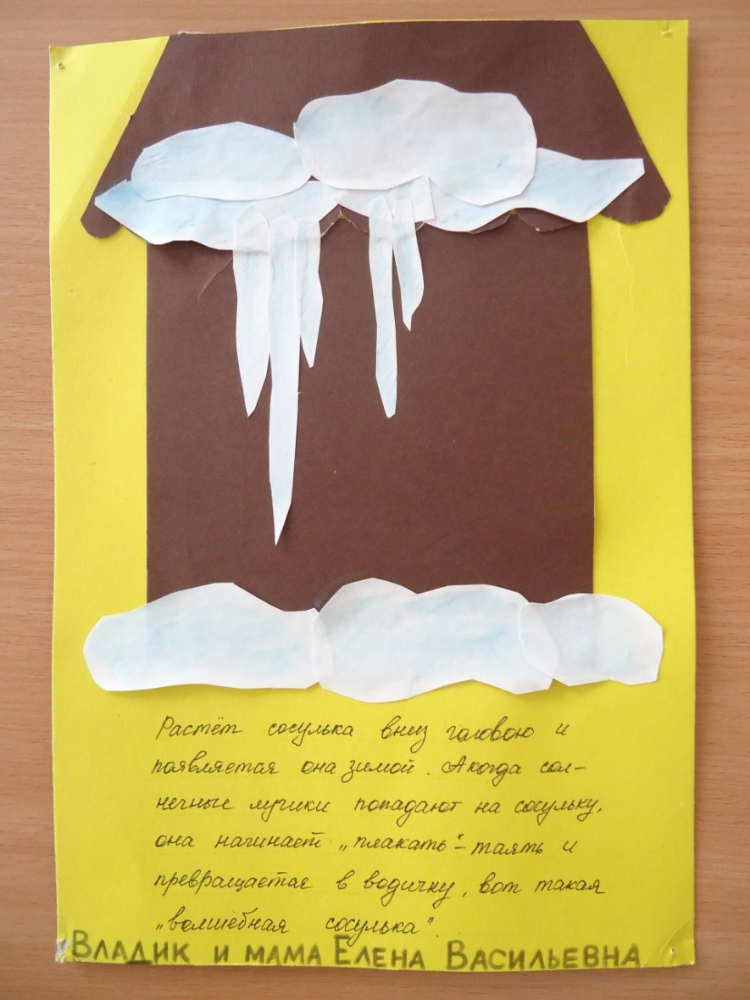 Растёт сосулька вниз головою и
появляется она зимой. А когда сол-
нечные лучики попадают на сосульку,
она начинает „плакать"- таять и
превращается в водичку, вот такая
„волшебная сосулька".
Владик и мама Елена Васильевна